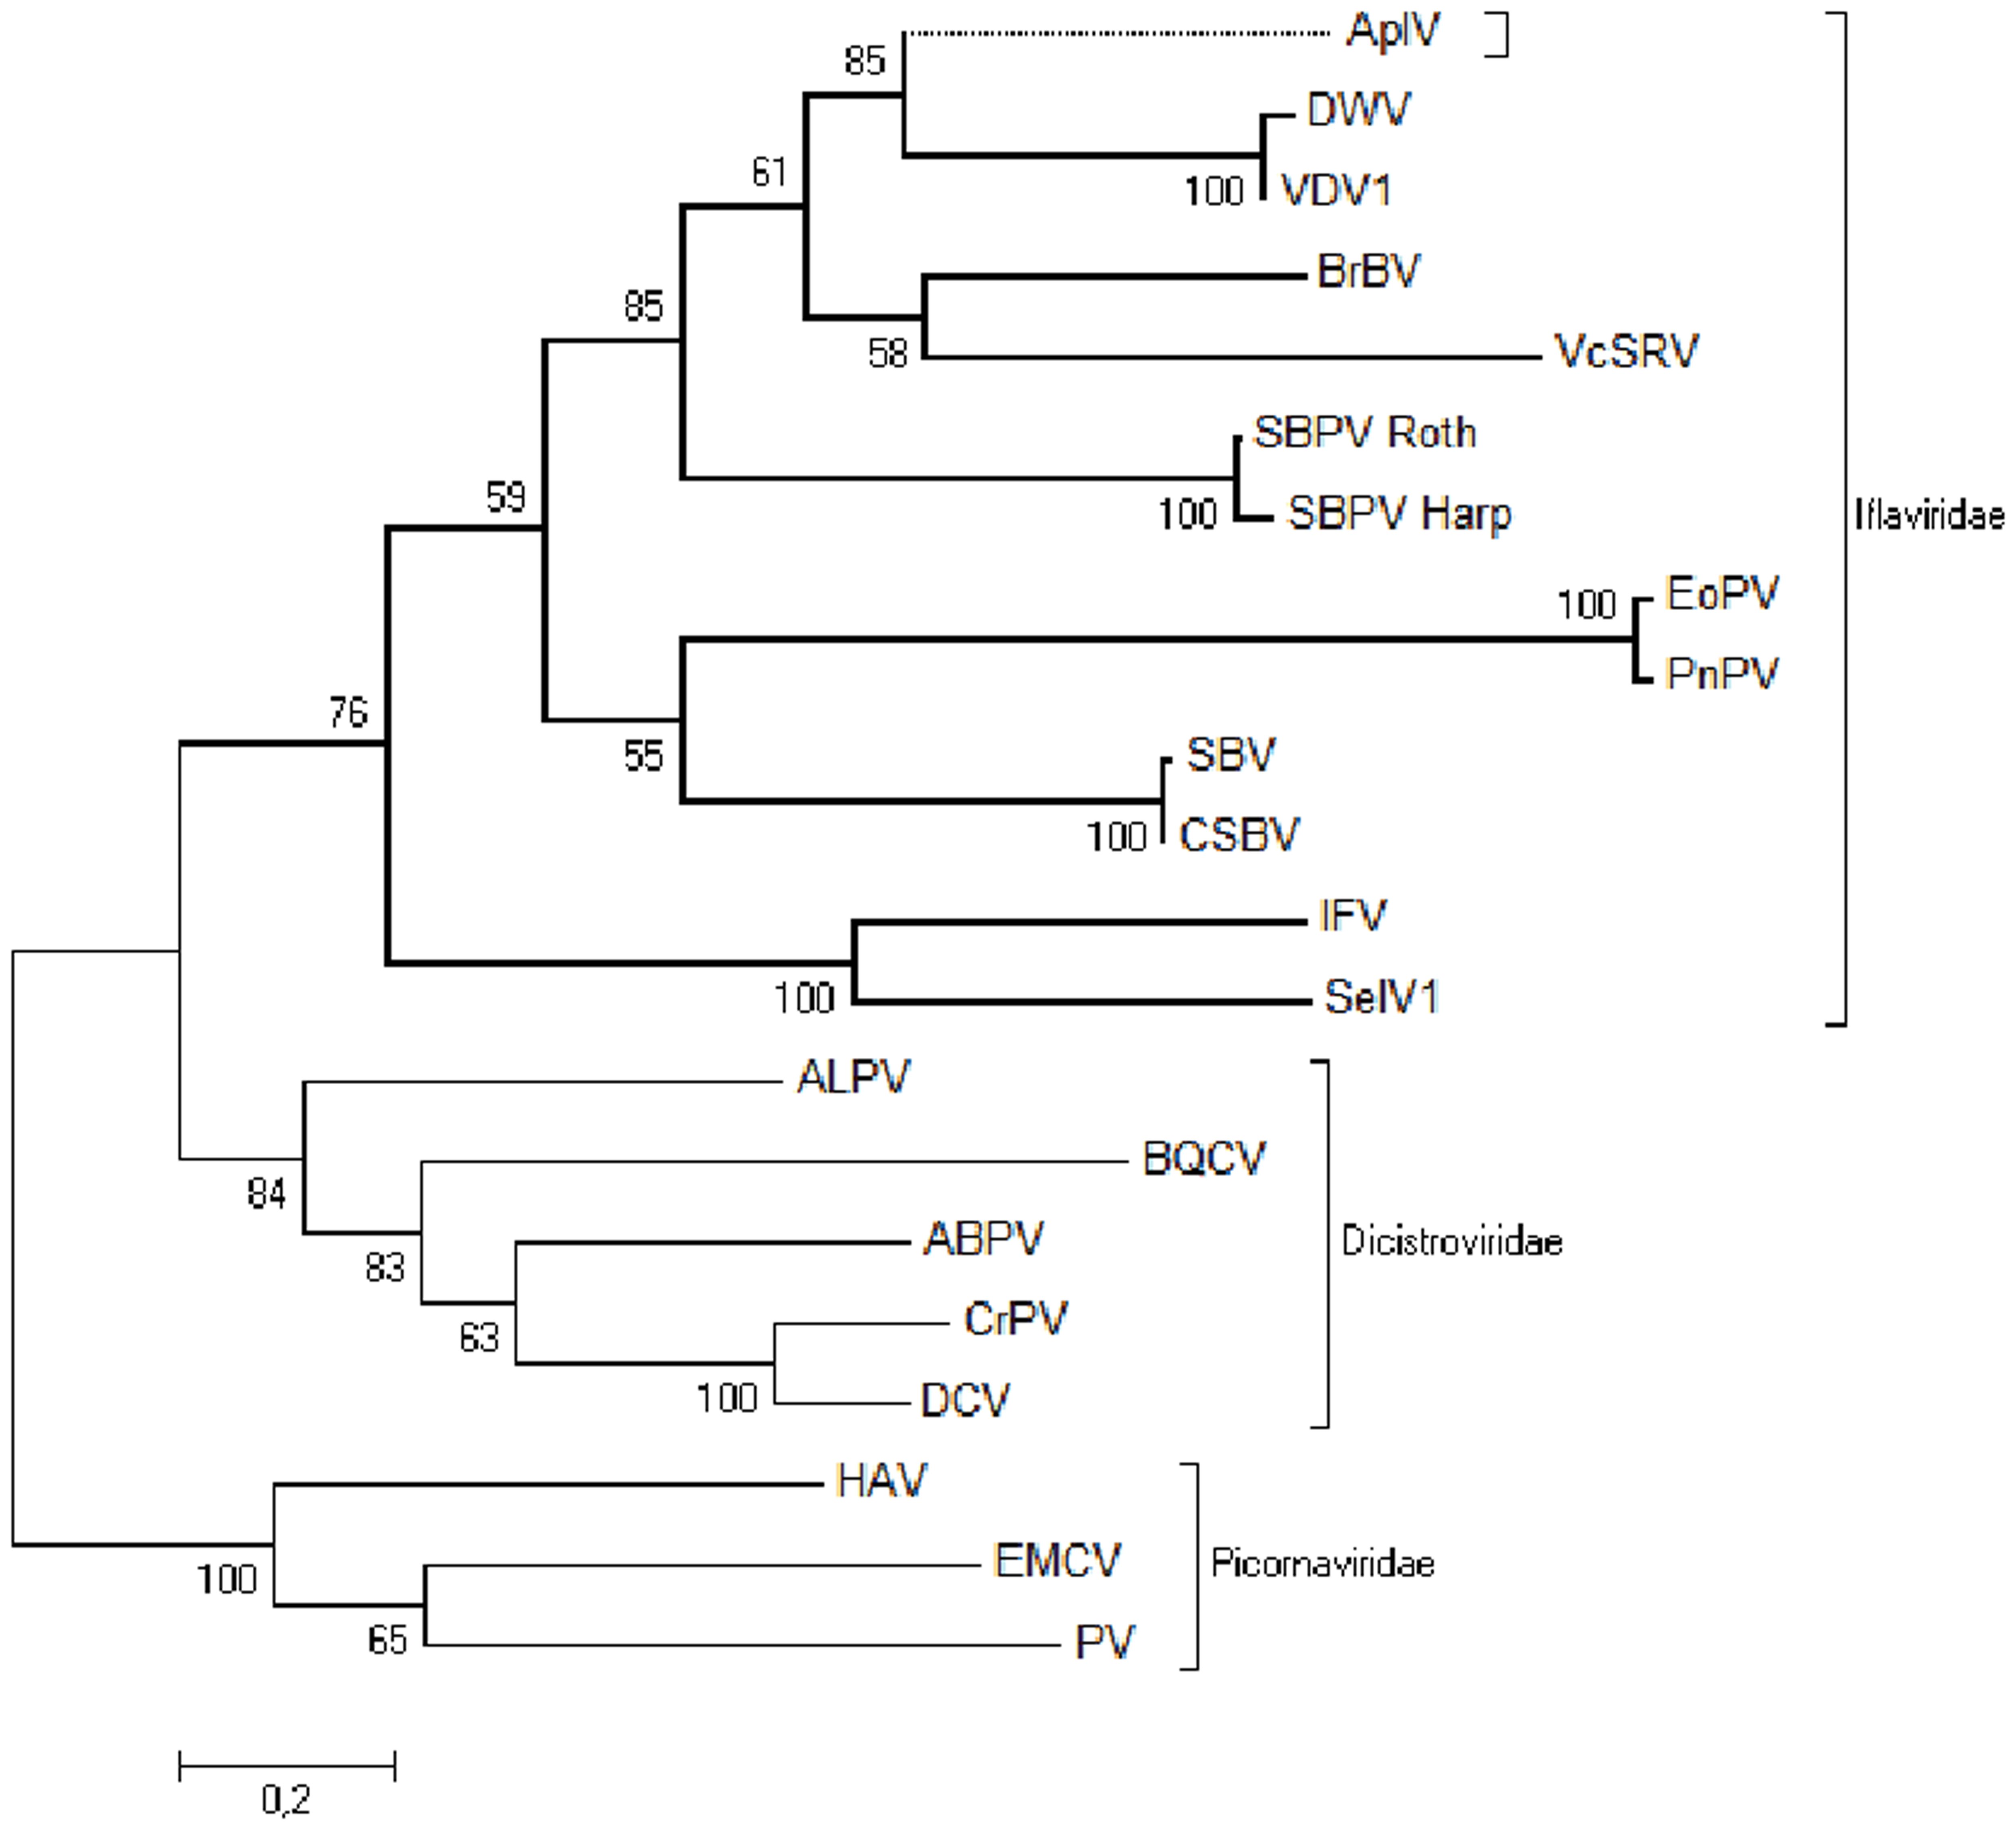 ApIV
85
DWV
61
100 VDV1
BrBV
85
58
VcSRV
SBPV Roth
59
100 SBPV Harp
Iflaviridae
100 EoPV
PnPV
76
55
SBV
100 CSBV
IFV
100 SeIV1
ALPV
BQCV
84
ABPV
Dicistroviridae
83
CrPV
63
100 DCV
HAV
EMCV
Picornaviridae
100
65
PV
0,2